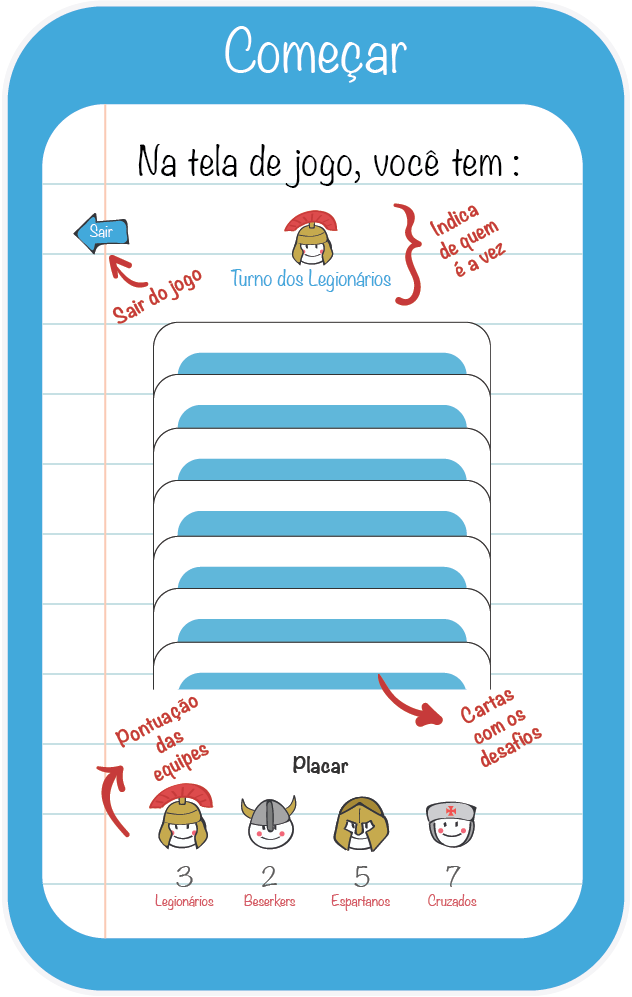 Começar
Na tela de jogo, você tem :
Sair
Sair do jogo
Turno dos Legionários
Indica
de quem
é a vez
Cartas
com os
desafios
Pontuação
das
equipes
Placar
3 2 5 7
Legionários Beserkers Espartanos Cruzados